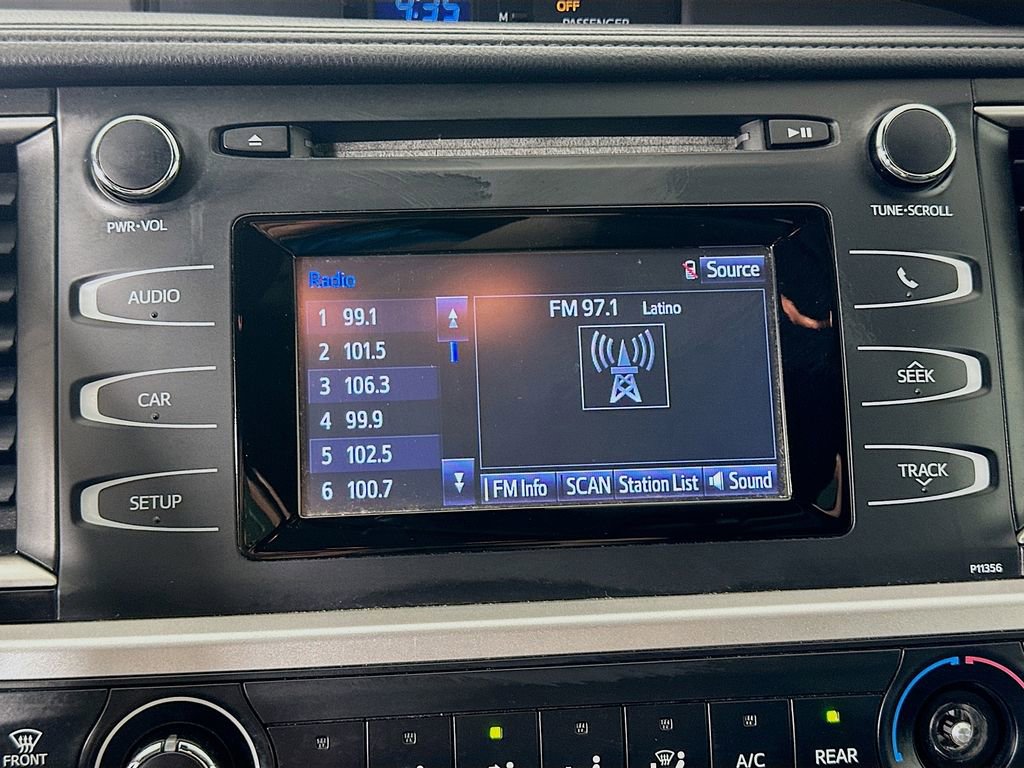 4:35
M
OFF
PASSENGER
PWR•VOL
TUNE•SCROLL
AUDIO
CAR
SETUP
Radio
Source
1 99.1
2 101.5
3 106.3
4 99.9
5 102.5
6 100.7
FM 97.1 Latino
FM Info SCAN Station List Sound
SEEK
TRACK
P11356
FRONT
A/C
REAR